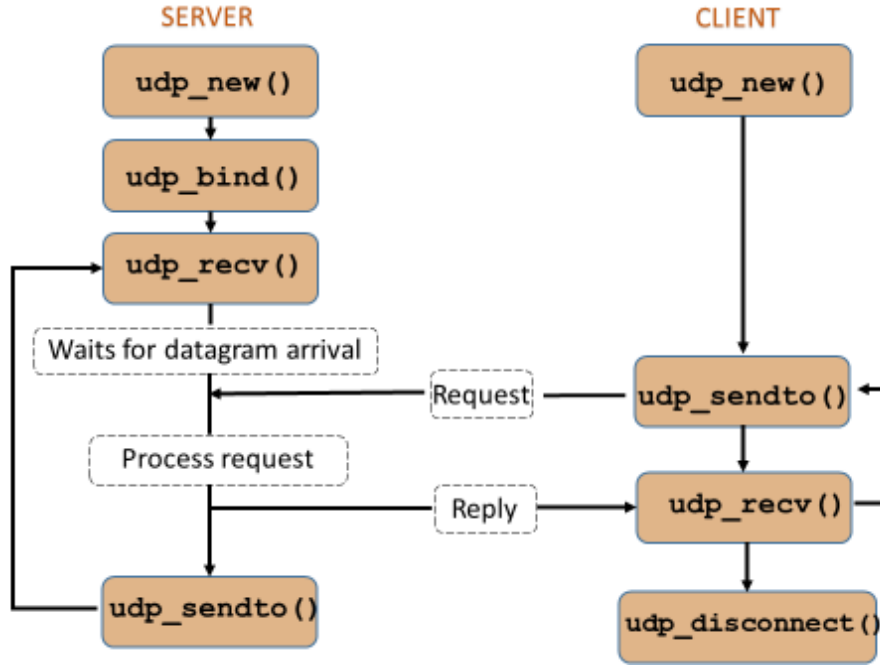 SERVER
CLIENT
udp_new()
udp_new()
udp_bind()
udp_recv()
Waits for datagram arrival
Request
udp_sendto()
Process request
Reply
udp_recv()
udp_sendto()
udp_disconnect()